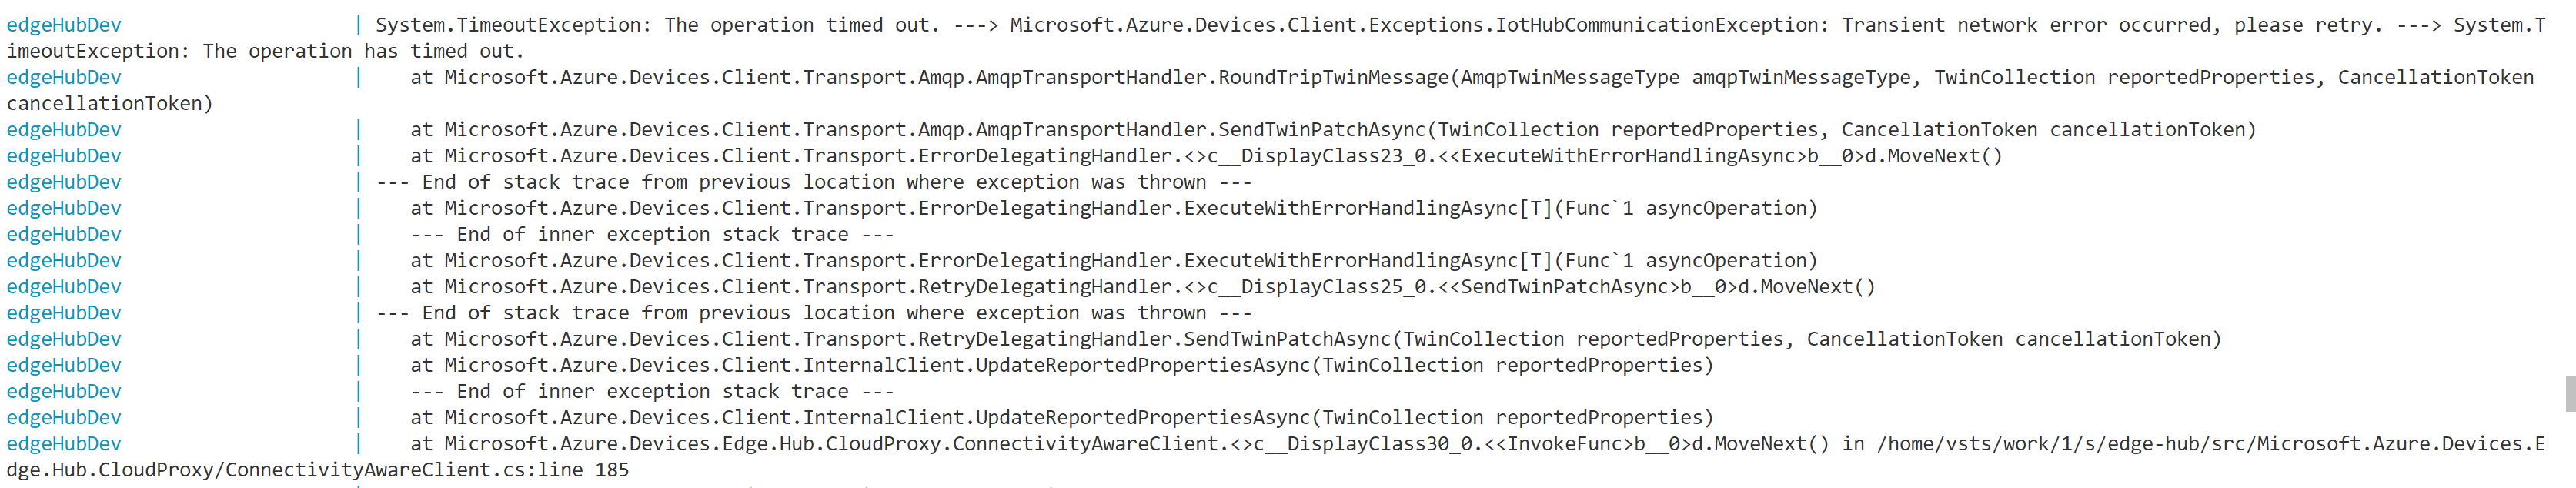 edgeHubDev | System.TimeoutException: The operation timed out. ---> Microsoft.Azure.Devices.Client.Exceptions.IotHubCommunicationException: Transient network error occurred, please retry. ---> System.T
imeoutException: The operation has timed out.
edgeHubDev | at Microsoft.Azure.Devices.Client.Transport.Amqp.AmqpTransportHandler.RoundTripTwinMessage(AmqpTwinMessageType amqpTwinMessageType, TwinCollection reportedProperties, CancellationToken
cancellationToken)
edgeHubDev | at Microsoft.Azure.Devices.Client.Transport.Amqp.AmqpTransportHandler.SendTwinPatchAsync(TwinCollection reportedProperties, CancellationToken cancellationToken)
edgeHubDev | at Microsoft.Azure.Devices.Client.Transport.ErrorDelegatingHandler.<>c__DisplayClass23_0.<<ExecuteWithErrorHandlingAsync>b__0>d.MoveNext()
edgeHubDev | --- End of stack trace from previous location where exception was thrown ---
edgeHubDev | at Microsoft.Azure.Devices.Client.Transport.ErrorDelegatingHandler.ExecuteWithErrorHandlingAsync[T](Func`1 asyncOperation)
edgeHubDev | --- End of inner exception stack trace ---
edgeHubDev | at Microsoft.Azure.Devices.Client.Transport.ErrorDelegatingHandler.ExecuteWithErrorHandlingAsync[T](Func`1 asyncOperation)
edgeHubDev | at Microsoft.Azure.Devices.Client.Transport.RetryDelegatingHandler.<>c__DisplayClass25_0.<<SendTwinPatchAsync>b__0>d.MoveNext()
edgeHubDev | --- End of stack trace from previous location where exception was thrown ---
edgeHubDev | at Microsoft.Azure.Devices.Client.Transport.RetryDelegatingHandler.SendTwinPatchAsync(TwinCollection reportedProperties, CancellationToken cancellationToken)
edgeHubDev | at Microsoft.Azure.Devices.Client.InternalClient.UpdateReportedPropertiesAsync(TwinCollection reportedProperties)
edgeHubDev | --- End of inner exception stack trace ---
edgeHubDev | at Microsoft.Azure.Devices.Client.InternalClient.UpdateReportedPropertiesAsync(TwinCollection reportedProperties)
edgeHubDev | at Microsoft.Azure.Devices.Edge.Hub.CloudProxy.ConnectivityAwareClient.<>c__DisplayClass30_0.<<InvokeFunc>b__0>d.MoveNext() in /home/vsts/work/1/s/edge-hub/src/Microsoft.Azure.Devices.E
dge.Hub.CloudProxy/ConnectivityAwareClient.cs:line 185